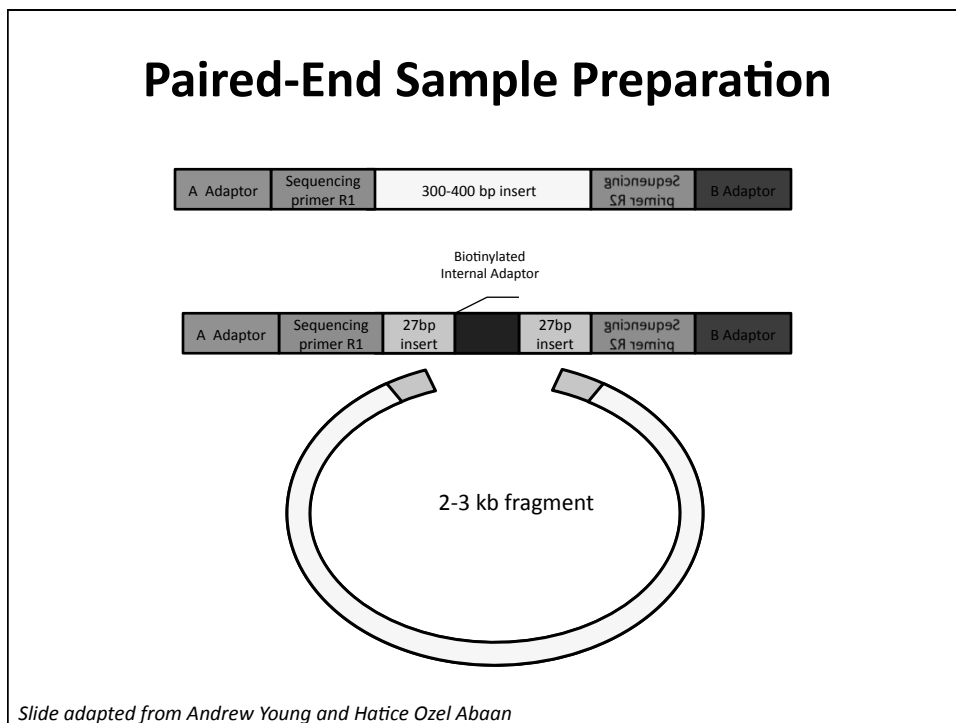 Paired-End Sample Preparation
A Adaptor
Sequencing
primer R1
300-400 bp insert
Sequencing
primer R2
B Adaptor
Biotinylated
Internal Adaptor
A Adaptor
Sequencing
primer R1
27bp
insert
27bp
insert
Sequencing
primer R2
B Adaptor
2-3 kb fragment
Slide adapted from Andrew Young and Hatice Ozel Abaan